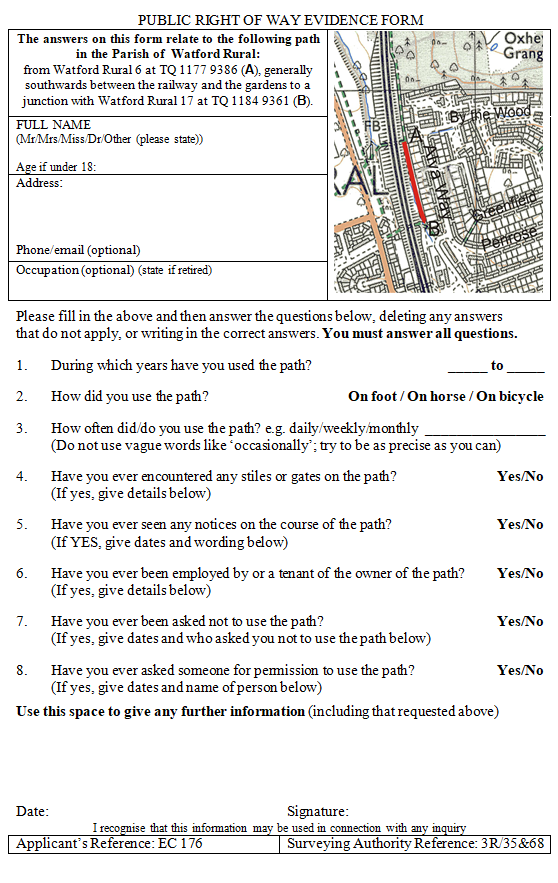 PUBLIC RIGHT OF WAY EVIDENCE FORM
The answers on this form relate to the following path
in the Parish of Watford Rural:
from Watford Rural 6 at TQ 1177 9386 (A), generally
southwards between the railway and the gardens to a
junction with Watford Rural 17 at TQ 1184 9361 (B).
FULL NAME
(Mr/Mrs/Miss/Dr/Other (please state))
Age if under 18:
Address:
Phone/email (optional)
Occupation (optional) (state if retired)
Oxhe
Grang
By the Wood
FB
A
Alva Way
RAL
B
Greenfield
Penrose
Please fill in the above and then answer the questions below, deleting any answers
that do not apply, or writing in the correct answers. You must answer all questions.
1. During which years have you used the path? _____ to _____
2. How did you use the path? On foot / On horse / On bicycle
3. How often did/do you use the path? e.g. daily/weekly/monthly ________________
(Do not use vague words like ‘occasionally’; try to be as precise as you can)
4. Have you ever encountered any stiles or gates on the path? Yes/No
(If yes, give details below)
5. Have you ever seen any notices on the course of the path? Yes/No
(If YES, give dates and wording below)
6. Have you ever been employed by or a tenant of the owner of the path? Yes/No
(If yes, give details below)
7. Have you ever been asked not to use the path? Yes/No
(If yes, give dates and who asked you not to use the path below)
8. Have you ever asked someone for permission to use the path? Yes/No
(If yes, give dates and name of person below)
Use this space to give any further information (including that requested above)
Date: Signature:
I recognise that this information may be used in connection with any inquiry
Applicant’s Reference: EC 176 Surveying Authority Reference: 3R/35&68